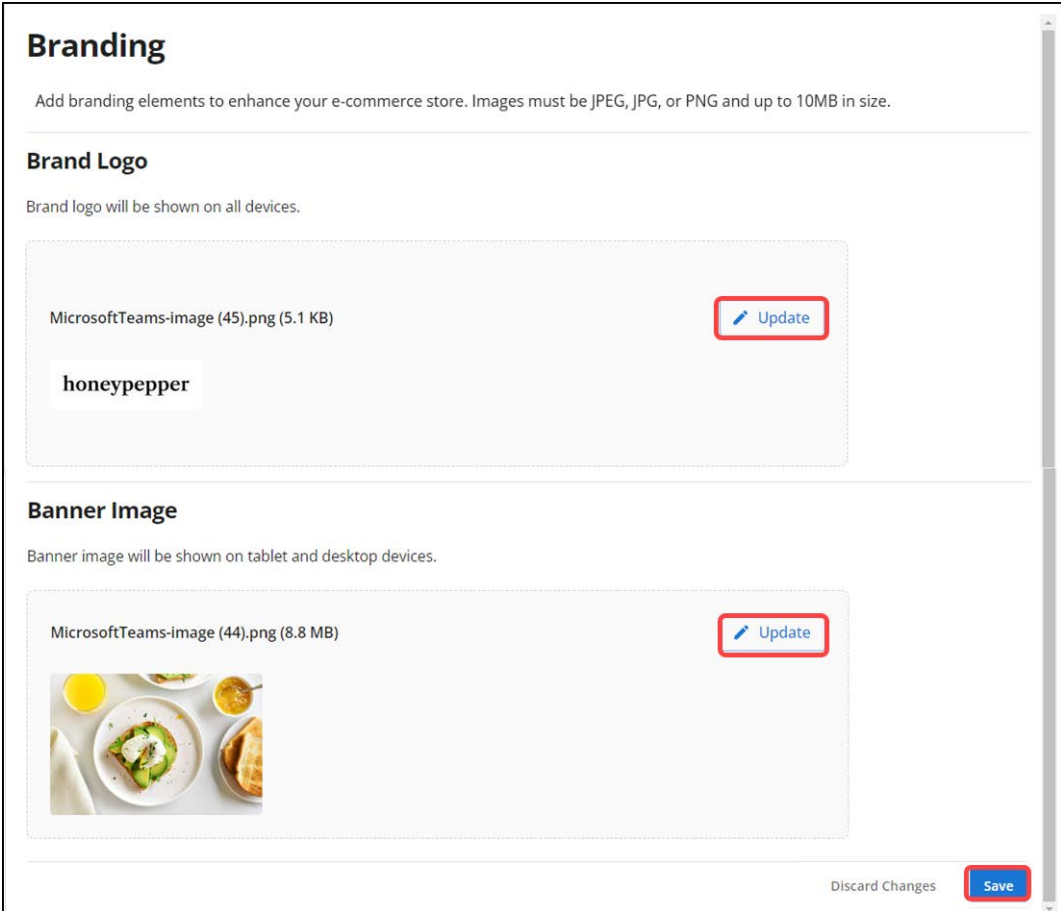 Branding
Add branding elements to enhance your e-commerce store. Images must be JPEG, JPG, or PNG and up to 10MB in size.
Brand Logo
Brand logo will be shown on all devices.
MicrosoftTeams-image (45).png (5.1 KB)
Update
honeypepper
Banner Image
Banner image will be shown on tablet and desktop devices.
MicrosoftTeams-image (44).png (8.8 MB)
Update
Discard Changes
Save